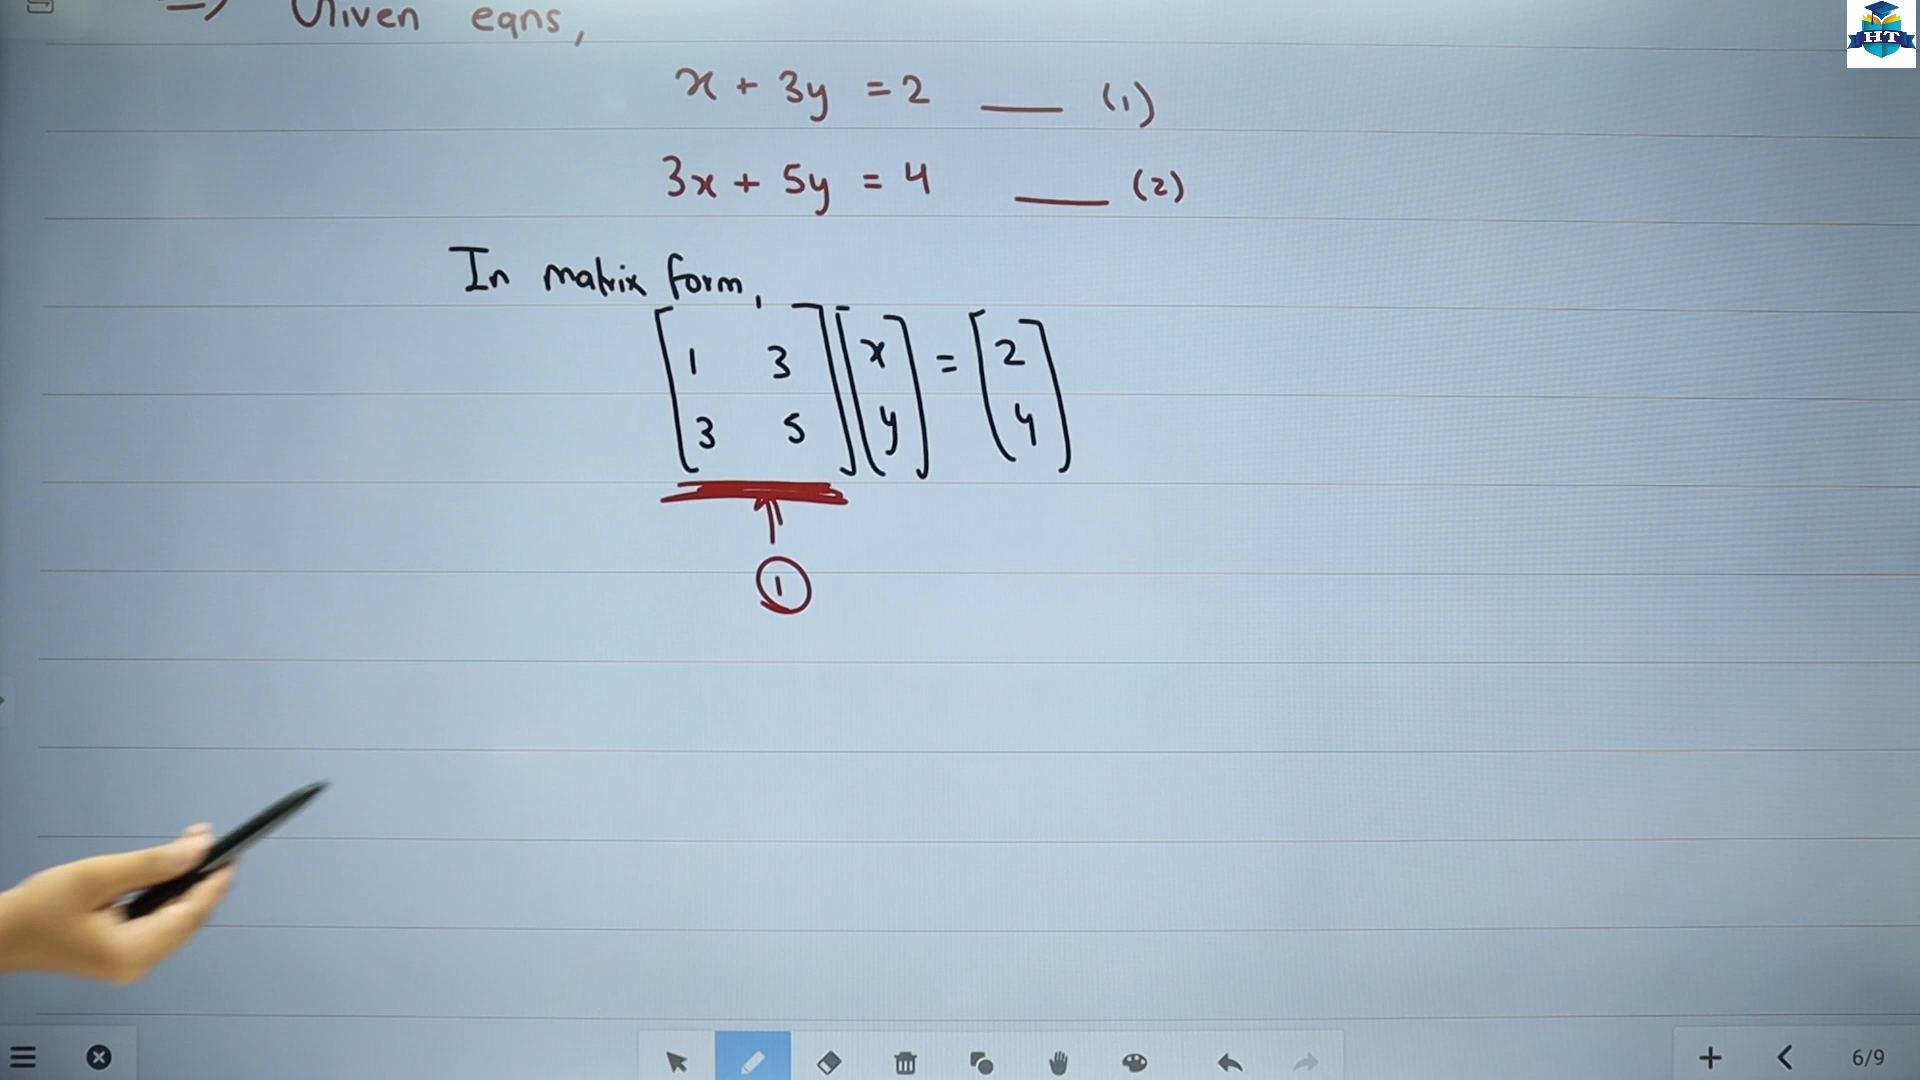 => Given eqns,
x + 3y = 2 ___ (1)
3x + 5y = 4 ___ (2)
In matrix form,
[1 3] [x] = [2]
[3 5] [y] [4]
1
HT
6/9